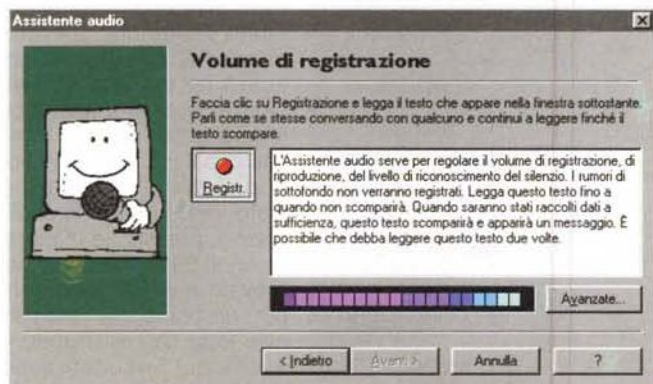 Assistente audio
Volume di registrazione
Faccia clic su Registrazione e legga il testo che appare nella finestra sottostante.
Parli come se stesse conversando con qualcuno e continui a leggere finché il
testo scompare.
Registr.
L'Assistente audio serve per regolare il volume di registrazione, di
riproduzione, del livello di riconoscimento del silenzio. I rumori di
sottofondo non verranno registrati. Legga questo testo fino a
quando non scomparirà. Quando saranno stati raccolti dati a
sufficienza, questo testo scomparirà e apparirà un messaggio. È
possibile che debba leggere questo testo due volte.
Avanzate...
< Indietro
Avanti >
Annulla
?